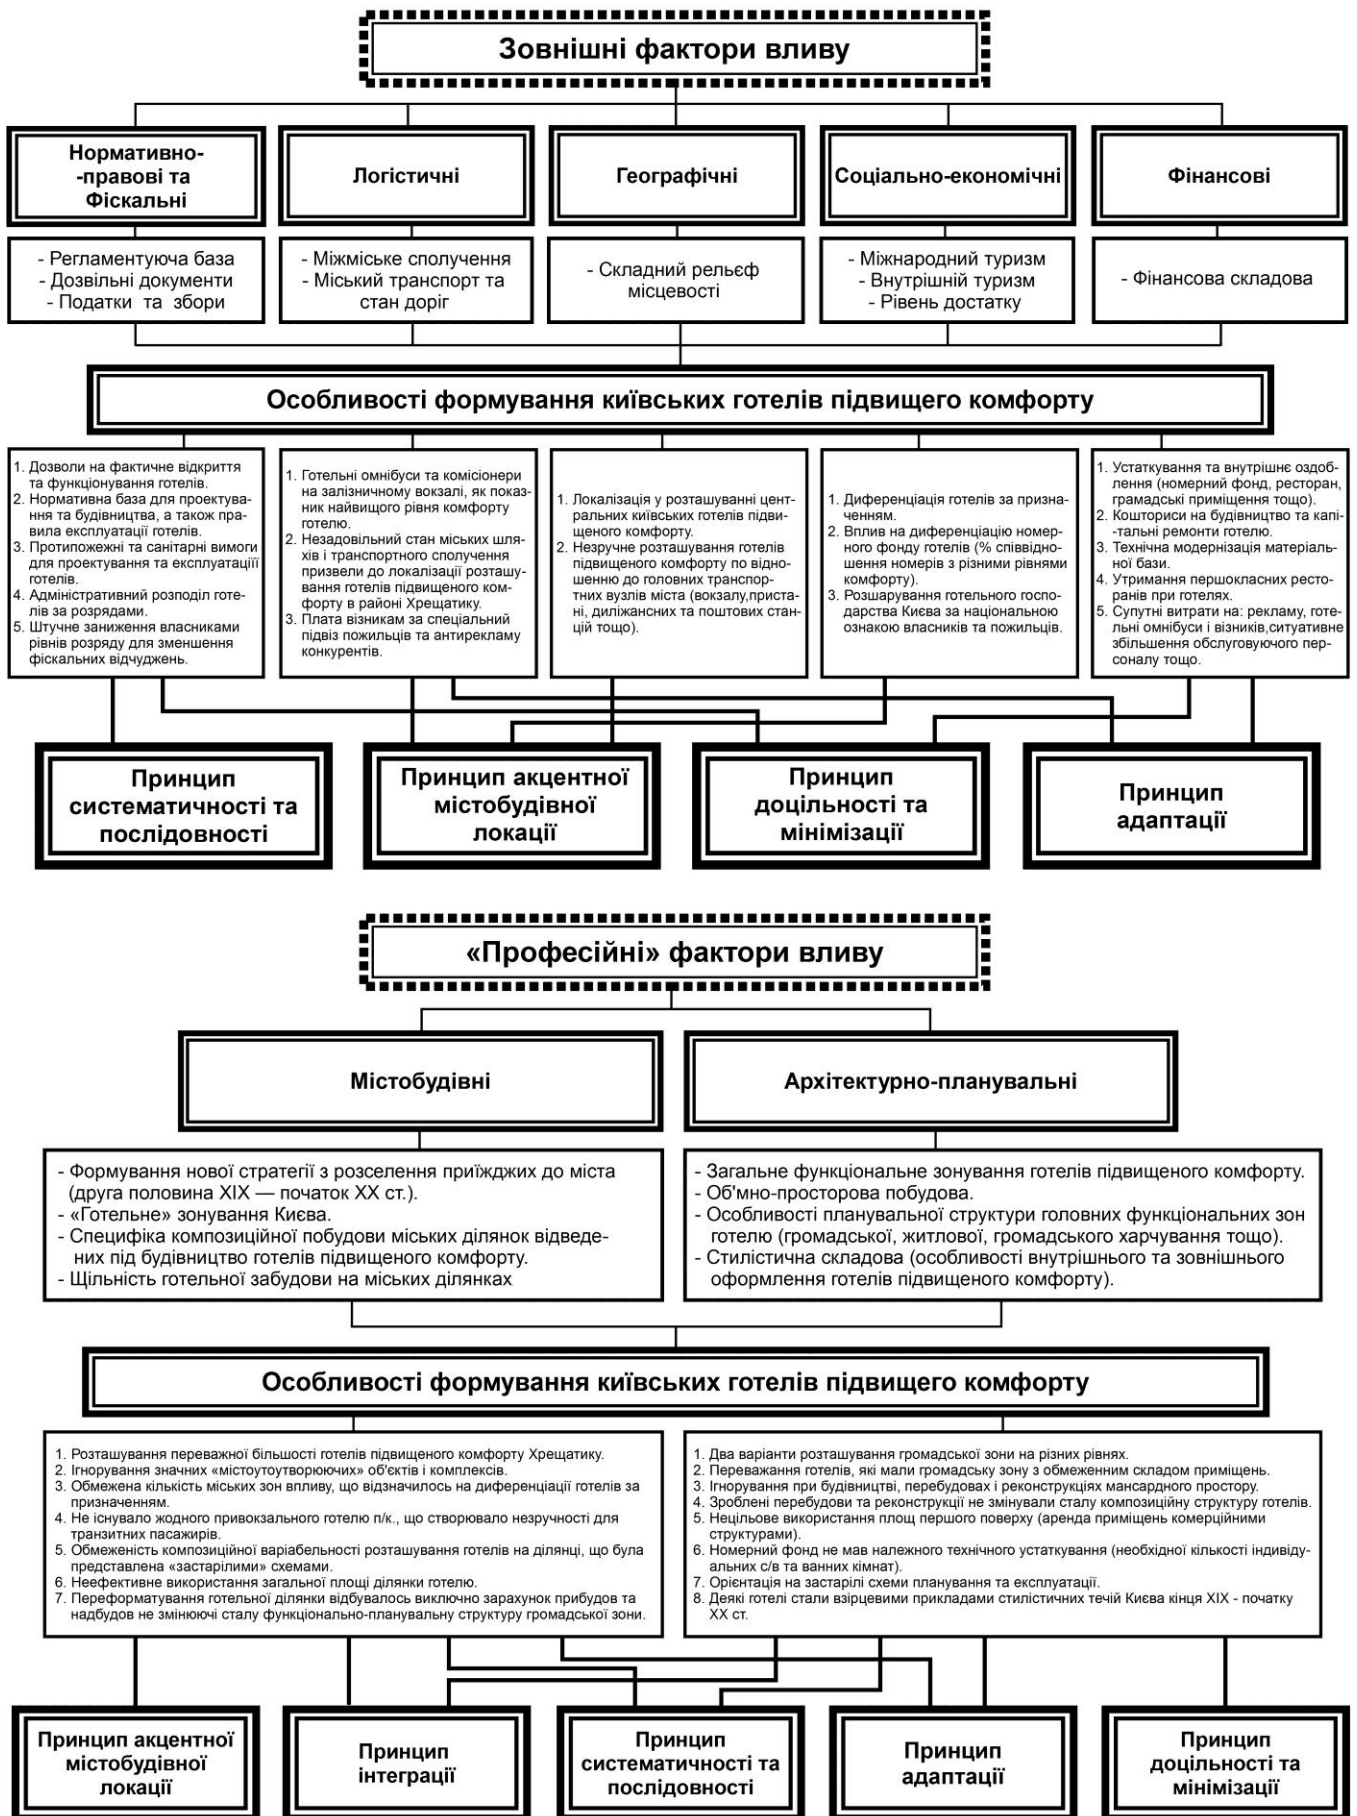 Зовнішні фактори вливу
Нормативно-
-правові та
Фіскальні
Логістичні
Географічні
Соціально-економічні
Фінансові
- Регламентуюча база
- Дозвільні документи
- Податки та збори
- Міжміське сполучення
- Міський транспорт та
стан доріг
- Складний рельєф
місцевості
- Міжнародний туризм
- Внутрішній туризм
- Рівень достатку
- Фінансова складова
Особливості формування київських готелів підвищего комфорту
1. Дозволи на фактичне відкриття
та функціонування готелів.
2. Нормативна база для проектува-
ння та будівництва, а також пра-
вила експлуатації готелів.
3. Протипожежні та санітарні вимоги
для проектування та експлуатаціїї
готелів.
4. Адміністративний розподіл готе-
лів за розрядами.
5. Штучне заниження власниками
рівнів розряду для зменшення
фіскальних відчуджень.
1. Готельні омнібуси та комісіонери
на залізничному вокзалі, як показ-
ник найвищого рівня комфорту
готелю.
2. Незадовільний стан міських шля-
хів і транспортного сполучення
призвели до локалізації розташу-
вання готелів підвищеного ком-
форту в районі Хрещатику.
3. Плата візникам за спеціальний
підвіз пожильців та антирекламу
конкурентів.
1. Локалізація у розташуванні цент-
ральних київських готелів підви-
щеного комфорту.
2. Незручне розташування готелів
підвищеного комфорту по відно-
шенню до головних транспор-
тних вузлів міста (вокзалу,приста-
ні, диліжансних та поштових стан-
цій тощо).
1. Диференціація готелів за призна-
ченням.
2. Вплив на диференціацію номер-
ного фонду готелів (% співвідно-
шення номерів з різними рівнями
комфорту).
3. Розшарування готельного госпо-
дарства Києва за національною
ознакою власників та пожильців.
1. Устаткування та внутрішнє оздоб-
лення (номерний фонд, ресторан,
грамадські приміщення тощо).
2. Кошториси на будівництво та капі-
-тальні ремонти готелю.
3. Технічна модернізація матеріаль-
ної бази.
4. Утримання першокласних ресто-
ранів при готелях.
5. Супутні витрати на: рекламу, готе-
льні омнібуси і візників,ситуативне
збільшення обслуговуючого пер-
соналу тощо.
Принцип
систематичності та
послідовності
Принцип акцентної
містобудівної
локації
Принцип
доцільності та
мінімізації
Принцип
адаптації
«Професійні» фактори вливу
Містобудівні
Архітектурно-планувальні
- Формування нової стратегії з розселення приїжджих до міста
(друга половина XIX — початок XX ст.).
- «Готельне» зонування Києва.
- Специфіка композиційної побудови міських ділянок відведе-
них під будівництво готелів підвищеного комфорту.
- Щільність готельної забудови на міських ділянках
- Загальне функціональне зонування готелів підвищеного комфорту.
- Об'мно-просторова побудова.
- Особливості планувальної структури головних функціональних зон
готелю (громадської, житлової, громадського харчування тощо).
- Стилістична складова (особливості внутрішнього та зовнішнього
оформлення готелів підвищеного комфорту).
Особливості формування київських готелів підвищего комфорту
1. Розташування переважної більшості готелів підвищеного комфорту Хрещатику.
2. Ігнорування значних «містоутоутворюючих» об'єктів і комплексів.
3. Обмежена кількість міських зон впливу, що відзначилось на диференціації готелів за
призначенням.
4. Не існувало жодного привокзального готелю п/к., що створювало незручності для
транзитних пасажирів.
5. Обмеженість композиційної варіабельності розташування готелів на ділянці, що була
представлена «застарілими» схемами.
6. Неефективне використання загальної площі ділянки готелю.
7. Переформатування готельної ділянки відбувалось виключно зарахунок прибудов та
надбудов не змінюючі сталу функціонально-планувальну структуру громадської зони.
1. Два варіанти розташування громадської зони на різних рівнях.
2. Переважання готелів, які мали громадську зону з обмеженим складом приміщень.
3. Ігнорування при будівництві, перебудовах і реконструкціях мансардного простору.
4. Зроблені перебудови та реконструкції не змінували сталу композиційну структуру готелів.
5. Нецільове використання площ першого поверху (аренда приміщень комерційними
структурами).
6. Номерний фонд не мав належного технічного устаткування (необхідної кількості індивіду-
альних с/в та ванних кімнат).
7. Орієнтація на застарілі схеми планування та експлуатації.
8. Деякі готелі стали взірцевими прикладами стилістичних течій Києва кінця XIX - початку
XX ст.
Принцип акцентної
містобудівної
локації
Принцип
інтеграції
Принцип
систематичності та
послідовності
Принцип
адаптації
Принцип
доцільності та
мінімізації